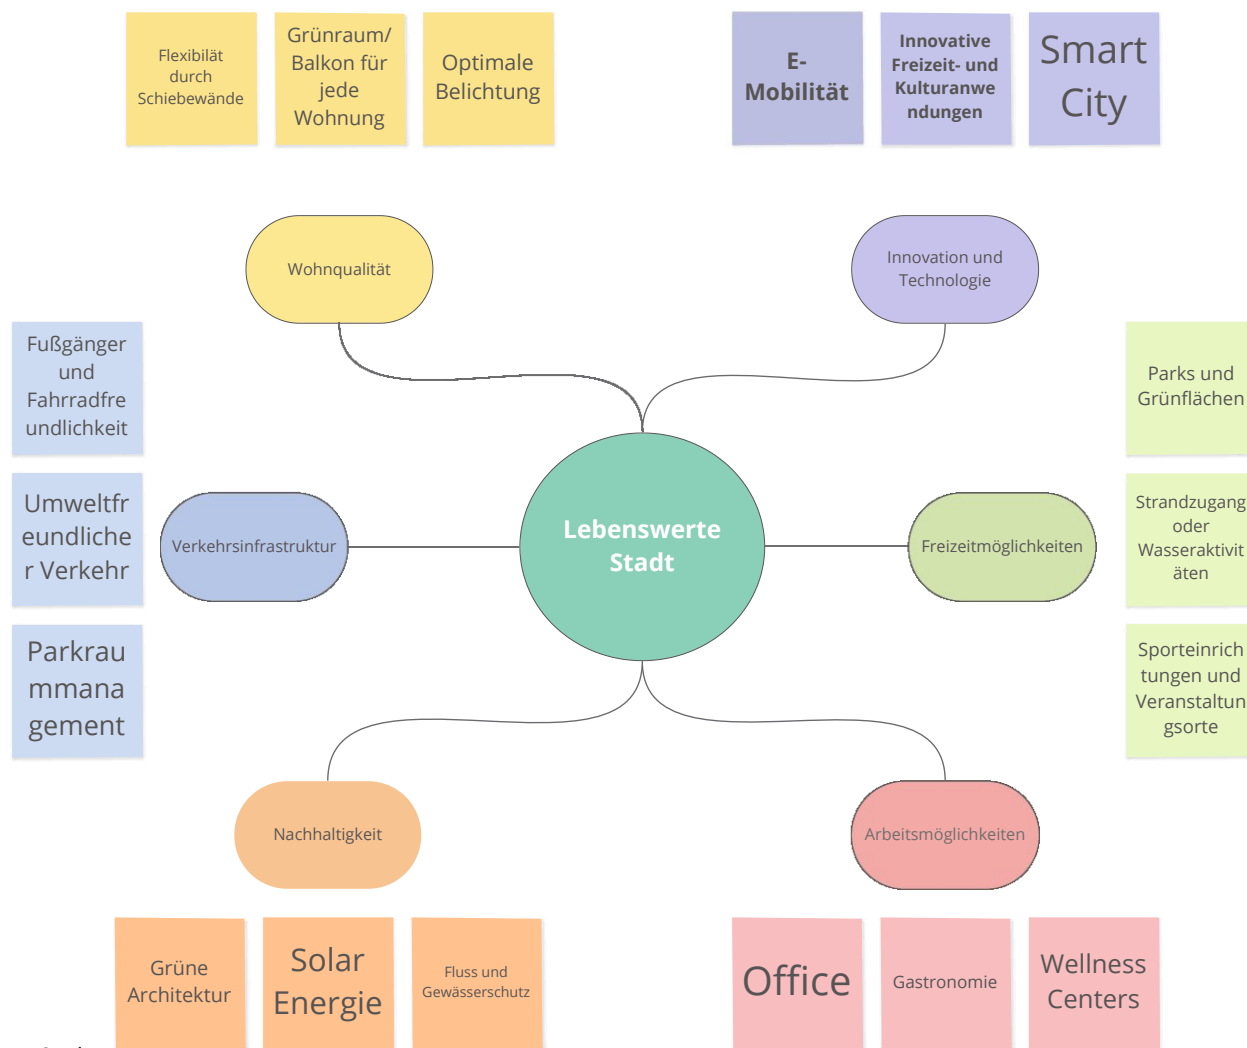 Flexibilät
durch
Schiebewände
Grünraum/
Balkon für
jede
Wohnung
Optimale
Belichtung
E-
Mobilität
Innovative
Freizeit- und
Kulturanwe
ndungen
Smart
City
Wohnqualität
Innovation und
Technologie
Fußgänger
und
Fahrradfre
undlichkeit
Parks und
Grünflächen
Umweltfr
eundliche
r Verkehr
Verkehrsinfrastruktur
Lebenswerte
Stadt
Freizeitmöglichkeiten
Strandzugang
oder
Wasseraktivit
äten
Parkrau
mmana
gement
Sporteinrich
tungen und
Veranstaltun
gsorte
Nachhaltigkeit
Arbeitsmöglichkeiten
Grüne
Architektur
Solar
Energie
Fluss und
Gewässerschutz
Office
Gastronomie
Wellness
Centers